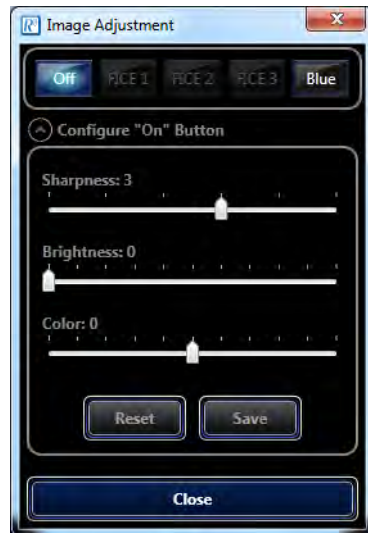 Image Adjustment
Off FICE 1 FICE 2 FICE 3 Blue
Configure "On" Button
Sharpness: 3
Brightness: 0
Color: 0
Reset Save
Close